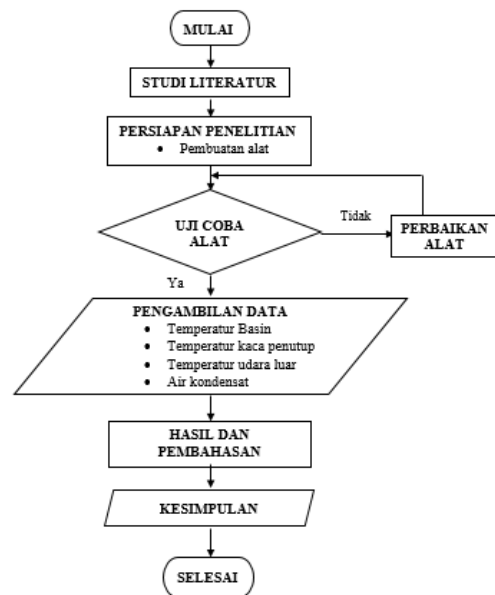 MULAI
STUDI LITERATUR
PERSIAPAN PENELITIAN
• Pembuatan alat
UJI COBA
ALAT
Tidak
PERBAIKAN
ALAT
Ya
PENGAMBILAN DATA
• Temperatur Basin
• Temperatur kaca penutup
• Temperatur udara luar
• Air kondensat
HASIL DAN
PEMBAHASAN
KESIMPULAN
SELESAI